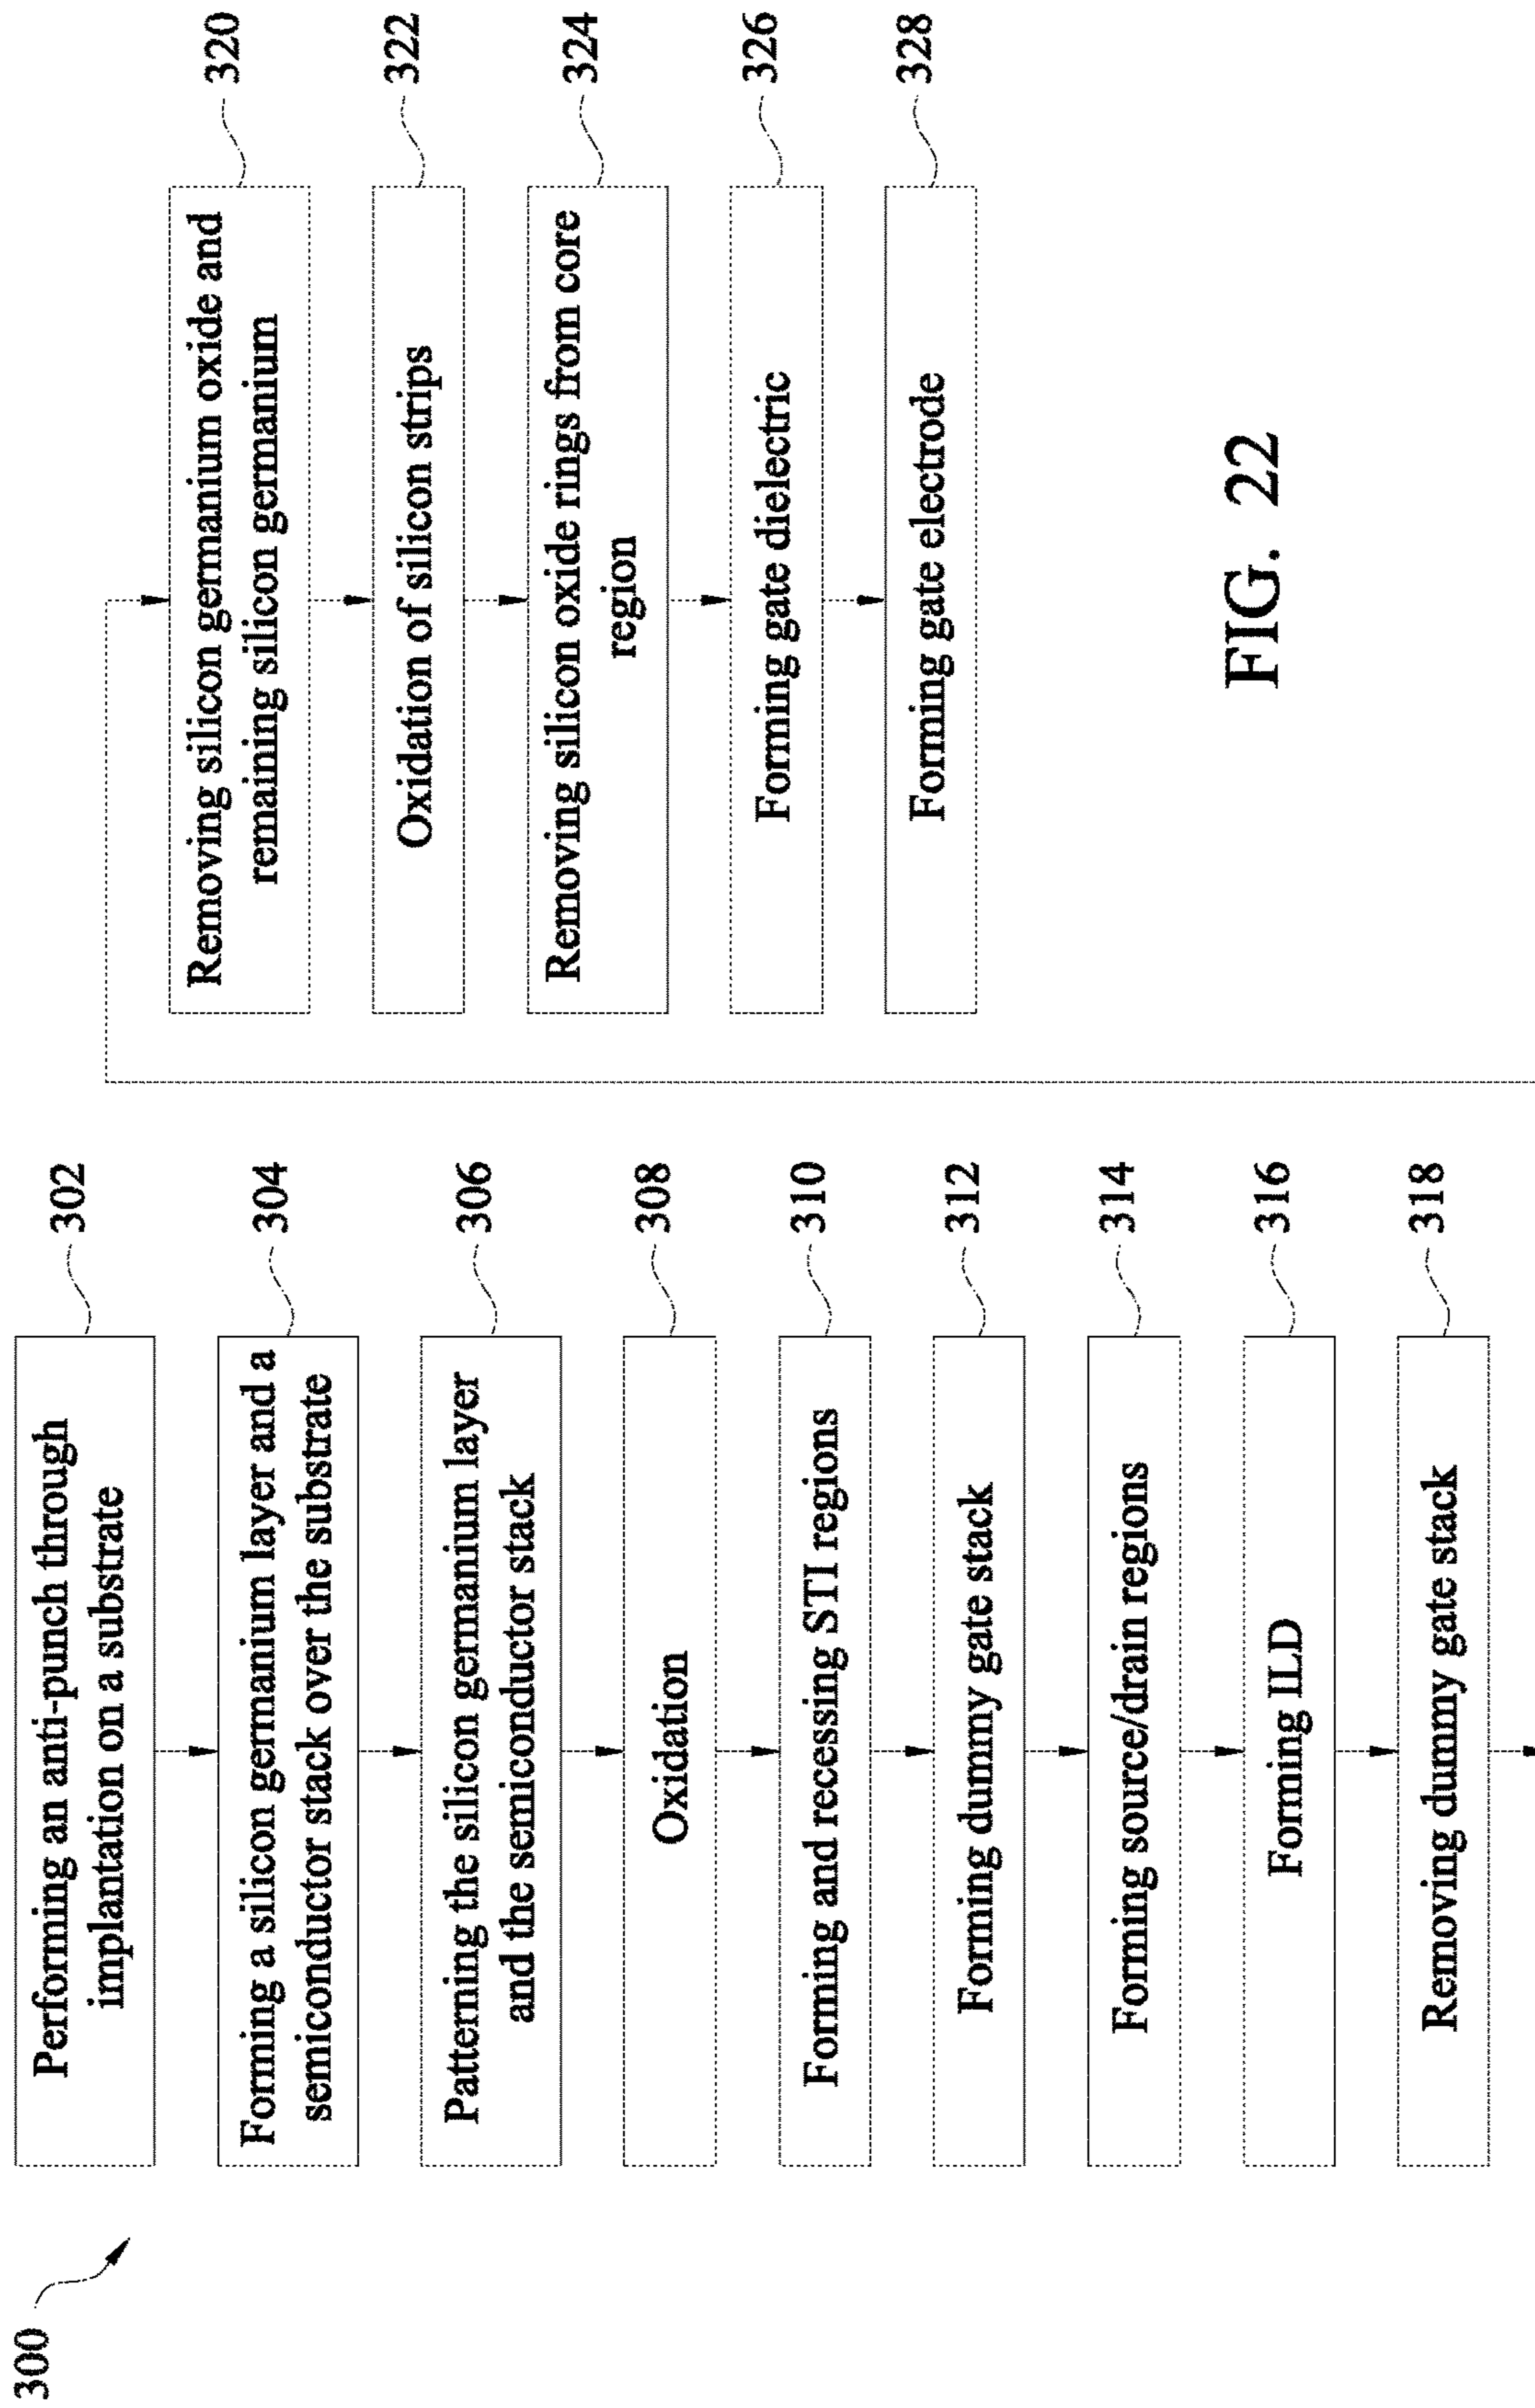 300
Performing an anti-punch through
implantation on a substrate
302
Forming a silicon germanium layer and a
semiconductor stack over the substrate
304
Patterning the silicon germanium layer
and the semiconductor stack
306
Oxidation
308
Forming and recessing STI regions
310
Forming dummy gate stack
312
Forming source/drain regions
314
Forming ILD
316
Removing dummy gate stack
318
Removing silicon germanium oxide and
remaining silicon germanium
320
Oxidation of silicon strips
322
Removing silicon oxide rings from core
region
324
Forming gate dielectric
326
Forming gate electrode
328
FIG. 22